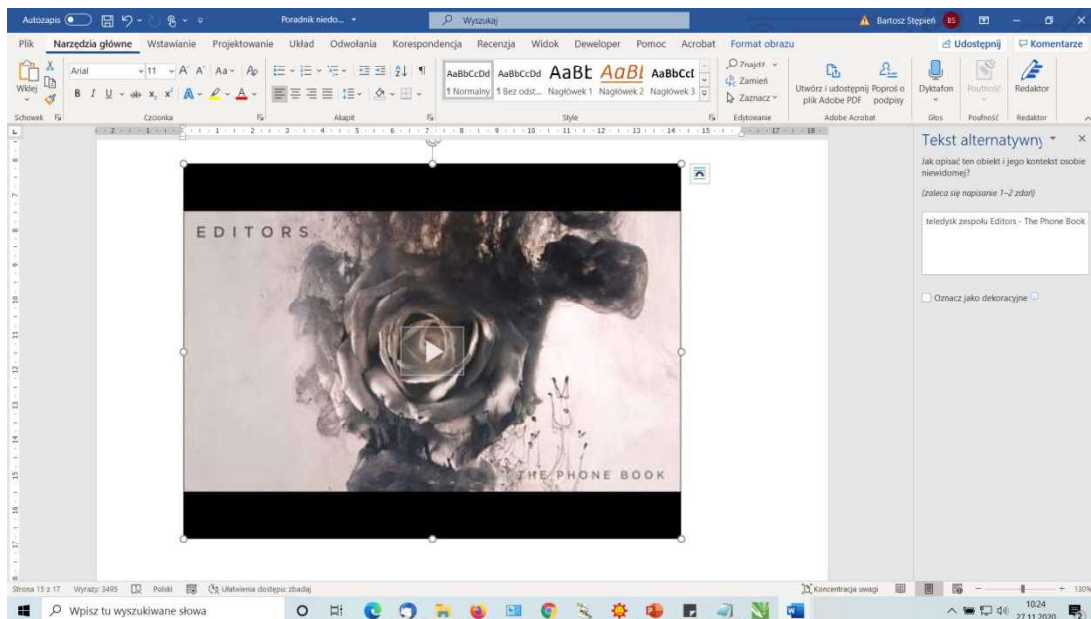 Autozapis
Poradnik niedo...
Wyszukaj
Bartosz Stępień BS
Plik Narzędzia główne Wstawianie Projektowanie Układ Odwołania Korespondencja Recenzja Widok Deweloper Pomoc Acrobat Format obrazu
Udostępnij Komentarze
Wklej
Schowek
Arial 11
Czcionka
Akapit
AaBbCcDd AaBbCcDd AaBt AaBl AaBbCcI
1 Normalny 1 Bez odst... Nagłówek 1 Nagłówek 2 Nagłówek 3
Style
Znajdź
Zamień
Zaznacz
Edytowanie
Utwórz i udostępnij plik Adobe PDF
Poproś o podpisy
Adobe Acrobat
Dyktafon
Głos
Poufność
Poufność
Redaktor
Redaktor
Tekst alternatywny
Jak opisać ten obiekt i jego kontekst osobie
niewidomej?
(zaleca się napisanie 1–2 zdań)
teledysk zespołu Editors - The Phone Book
Oznacz jako dekoracyjne
EDITORS
THE PHONE BOOK
Strona 15 z 17 Wyrazy: 3495 Polski Ułatwienia dostępu: zbadaj
Koncentracja uwagi
130%
Wpisz tu wyszukiwane słowa
10:24
27.11.2020